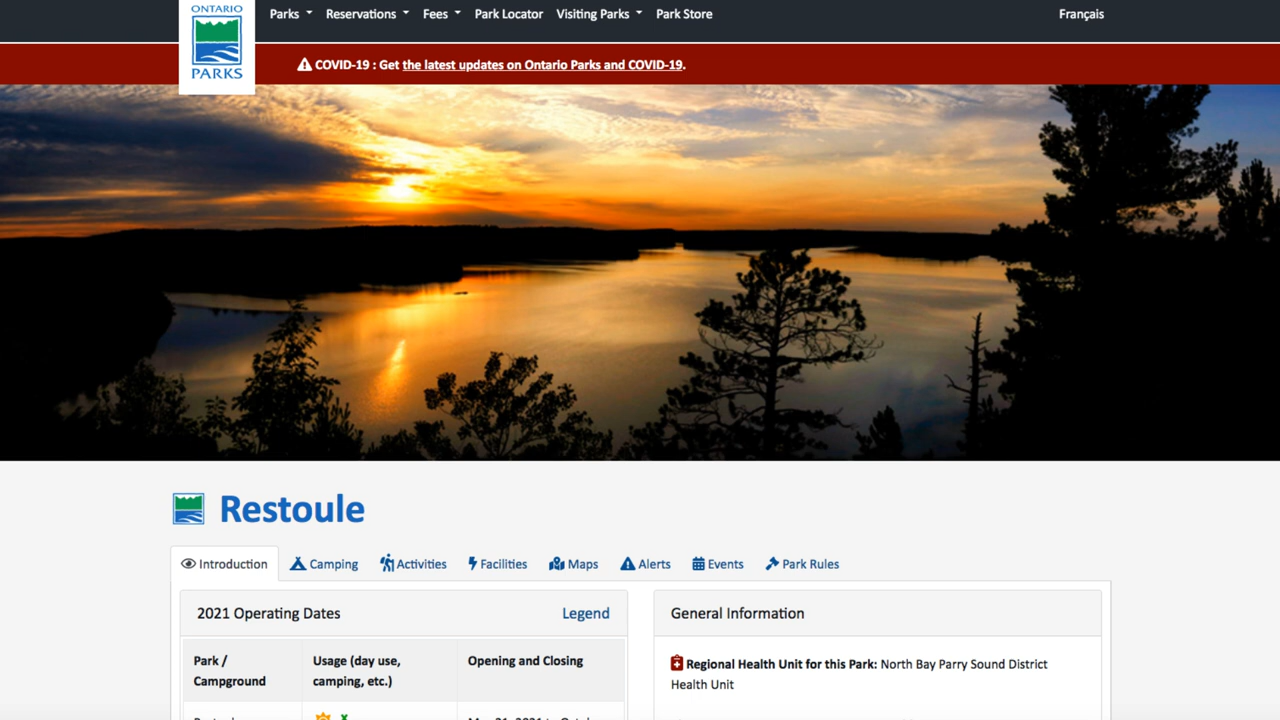 ONTARIO
PARKS
Parks Reservations Fees Park Locator Visiting Parks Park Store Français
COVID-19 : Get the latest updates on Ontario Parks and COVID-19.
Restoule
Introduction Camping Activities Facilities Maps Alerts Events Park Rules
2021 Operating Dates Legend
General Information
Park / Campground
Usage (day use, camping, etc.)
Opening and Closing
Regional Health Unit for this Park: North Bay Parry Sound District
Health Unit